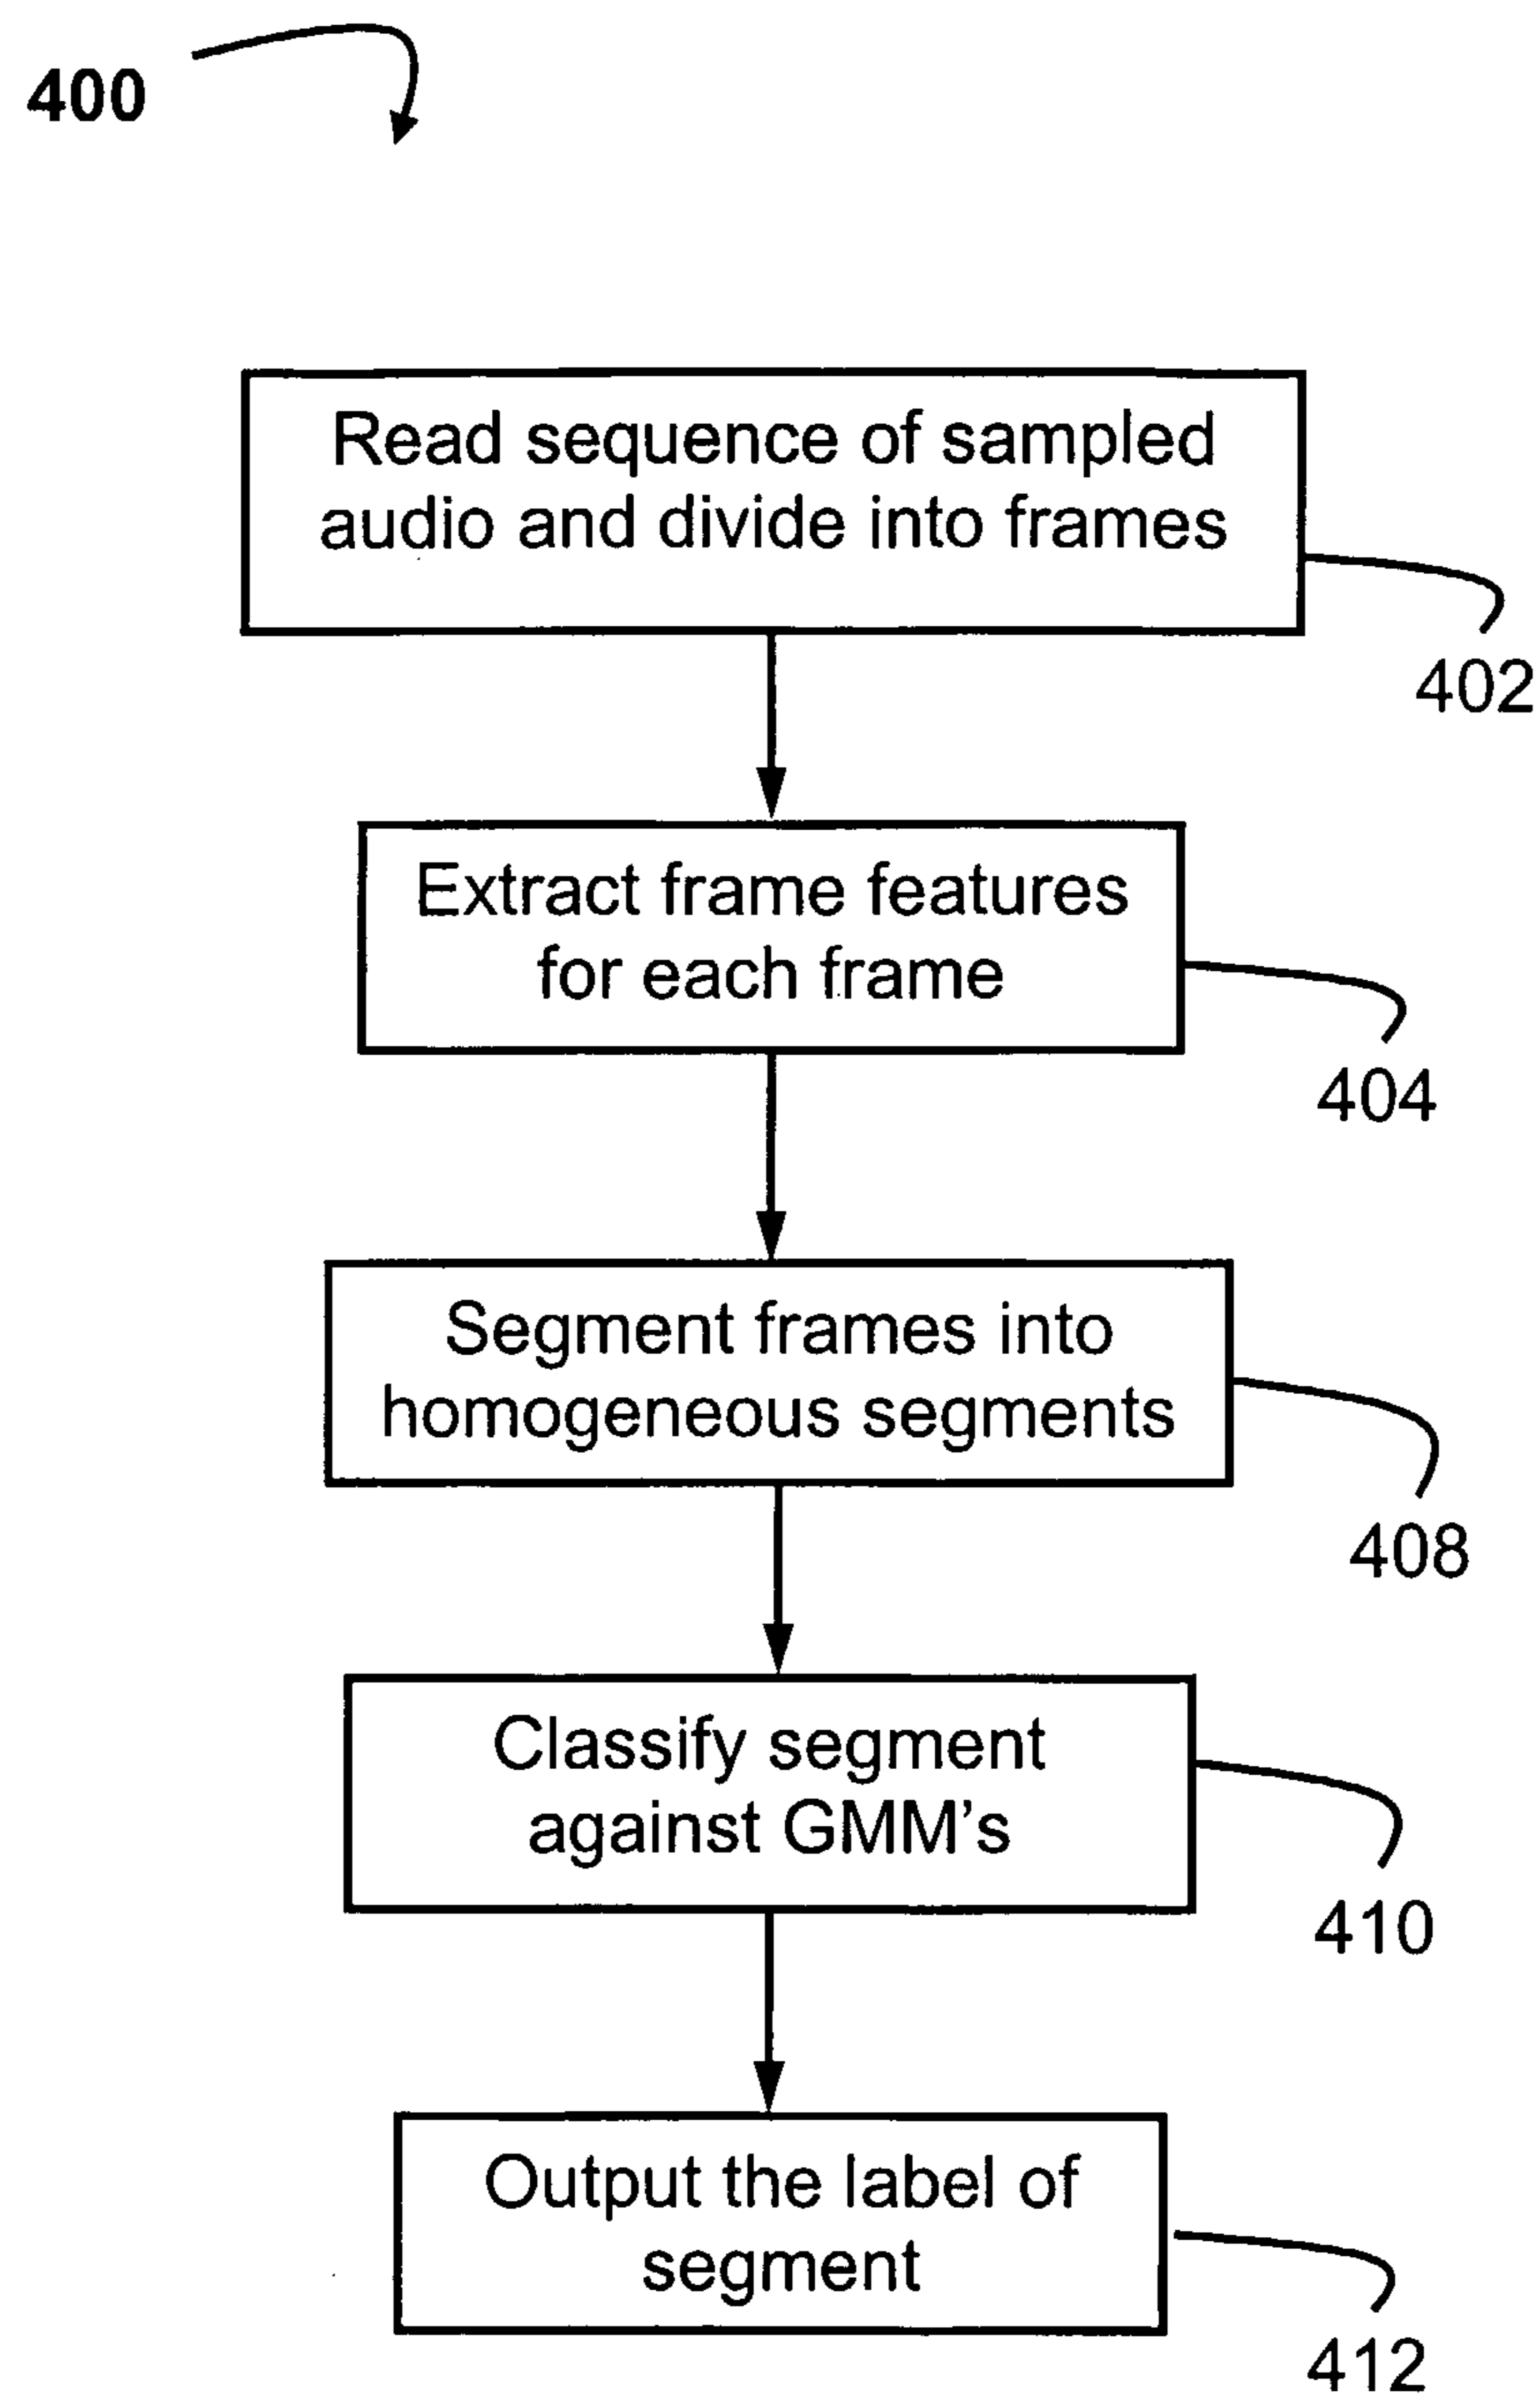 400
Read sequence of sampled
audio and divide into frames
402
Extract frame features
for each frame
404
Segment frames into
homogeneous segments
408
Classify segment
against GMM's
410
Output the label of
segment
412